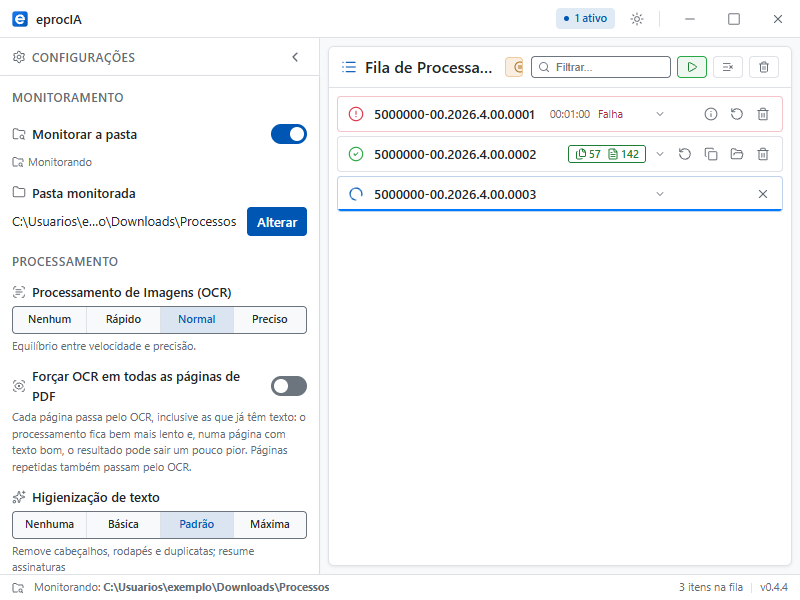 eprocIA
1 ativo
CONFIGURAÇÕES
MONITORAMENTO
Monitorar a pasta
Monitorando
Pasta monitorada
C:\Usuarios\e...o\Downloads\Processos
Alterar
PROCESSAMENTO
Processamento de Imagens (OCR)
Nenhum Rápido Normal Preciso
Equilíbrio entre velocidade e precisão.
Forçar OCR em todas as páginas de
PDF
Cada página passa pelo OCR, inclusive as que já têm texto: o
processamento fica bem mais lento e, numa página com
texto bom, o resultado pode sair um pouco pior. Páginas
repetidas também passam pelo OCR.
Higienização de texto
Nenhuma Básica Padrão Máxima
Remove cabeçalhos, rodapés e duplicatas; resume
assinaturas
Fila de Processa...
Filtrar...
5000000-00.2026.4.00.0001 00:01:00 Falha
5000000-00.2026.4.00.0002 57 142
5000000-00.2026.4.00.0003
Monitorando: C:\Usuarios\exemplo\Downloads\Processos
3 itens na fila v0.4.4